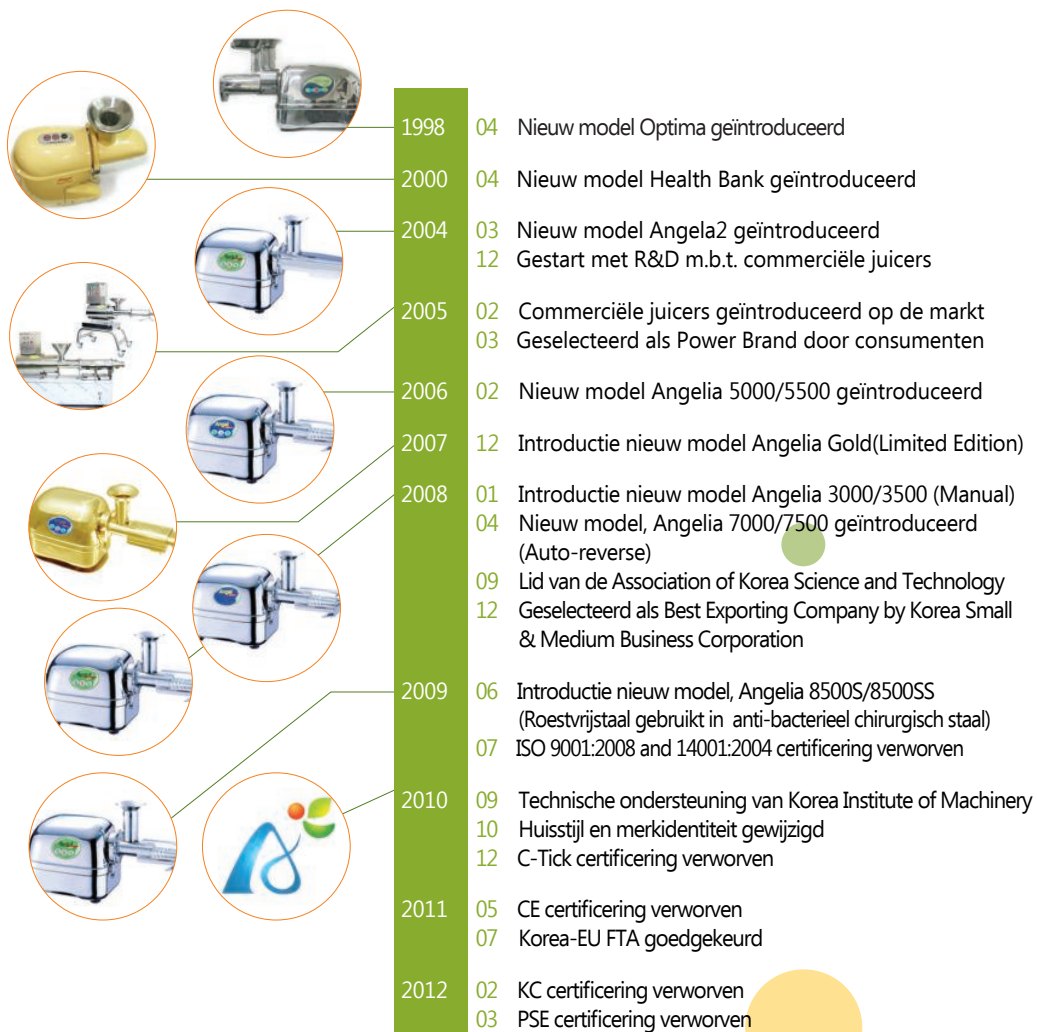 1998 04 Nieuw model Optima geïntroduceerd
2000 04 Nieuw model Health Bank geïntroduceerd
2004 03 Nieuw model Angela2 geïntroduceerd
12 Gestart met R&D m.b.t. commerciële juicers
2005 02 Commerciële juicers geïntroduceerd op de markt
03 Geselecteerd als Power Brand door consumenten
2006 02 Nieuw model Angelia 5000/5500 geïntroduceerd
2007 12 Introductie nieuw model Angelia Gold(Limited Edition)
2008 01 Introductie nieuw model Angelia 3000/3500 (Manual)
04 Nieuw model, Angelia 7000/7500 geïntroduceerd
(Auto-reverse)
09 Lid van de Association of Korea Science and Technology
12 Geselecteerd als Best Exporting Company by Korea Small
& Medium Business Corporation
2009 06 Introductie nieuw model, Angelia 8500S/8500SS
(Roestvrijstaal gebruikt in anti-bacterieel chirurgisch staal)
07 ISO 9001:2008 and 14001:2004 certificering verworven
2010 09 Technische ondersteuning van Korea Institute of Machinery
10 Huisstijl en merkidentiteit gewijzigd
12 C-Tick certificering verworven
2011 05 CE certificering verworven
07 Korea-EU FTA goedgekeurd
2012 02 KC certificering verworven
03 PSE certificering verworven